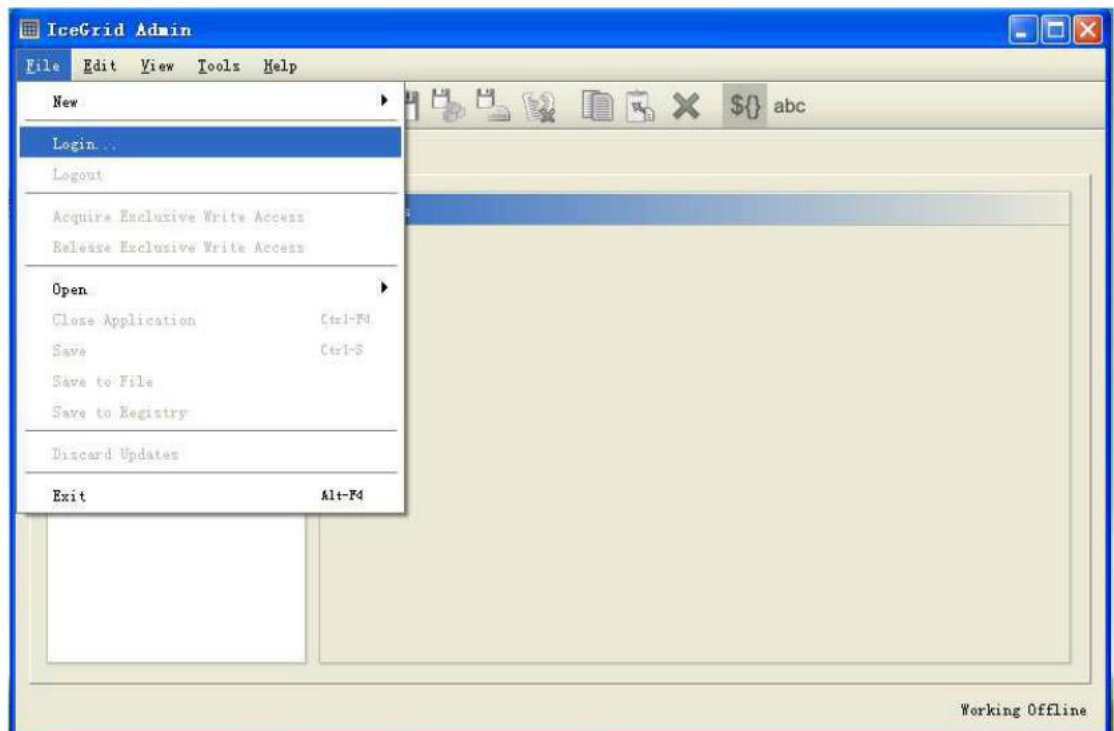 IceGrid Admin
File Edit View Tools Help
New
${} abc
Login...
Logout
Acquire Exclusive Write Access
Release Exclusive Write Access
Open
Close Application Ctrl-F4
Save Ctrl-S
Save to File
Save to Registry
Discard Updates
Exit Alt-F4
Working Offline